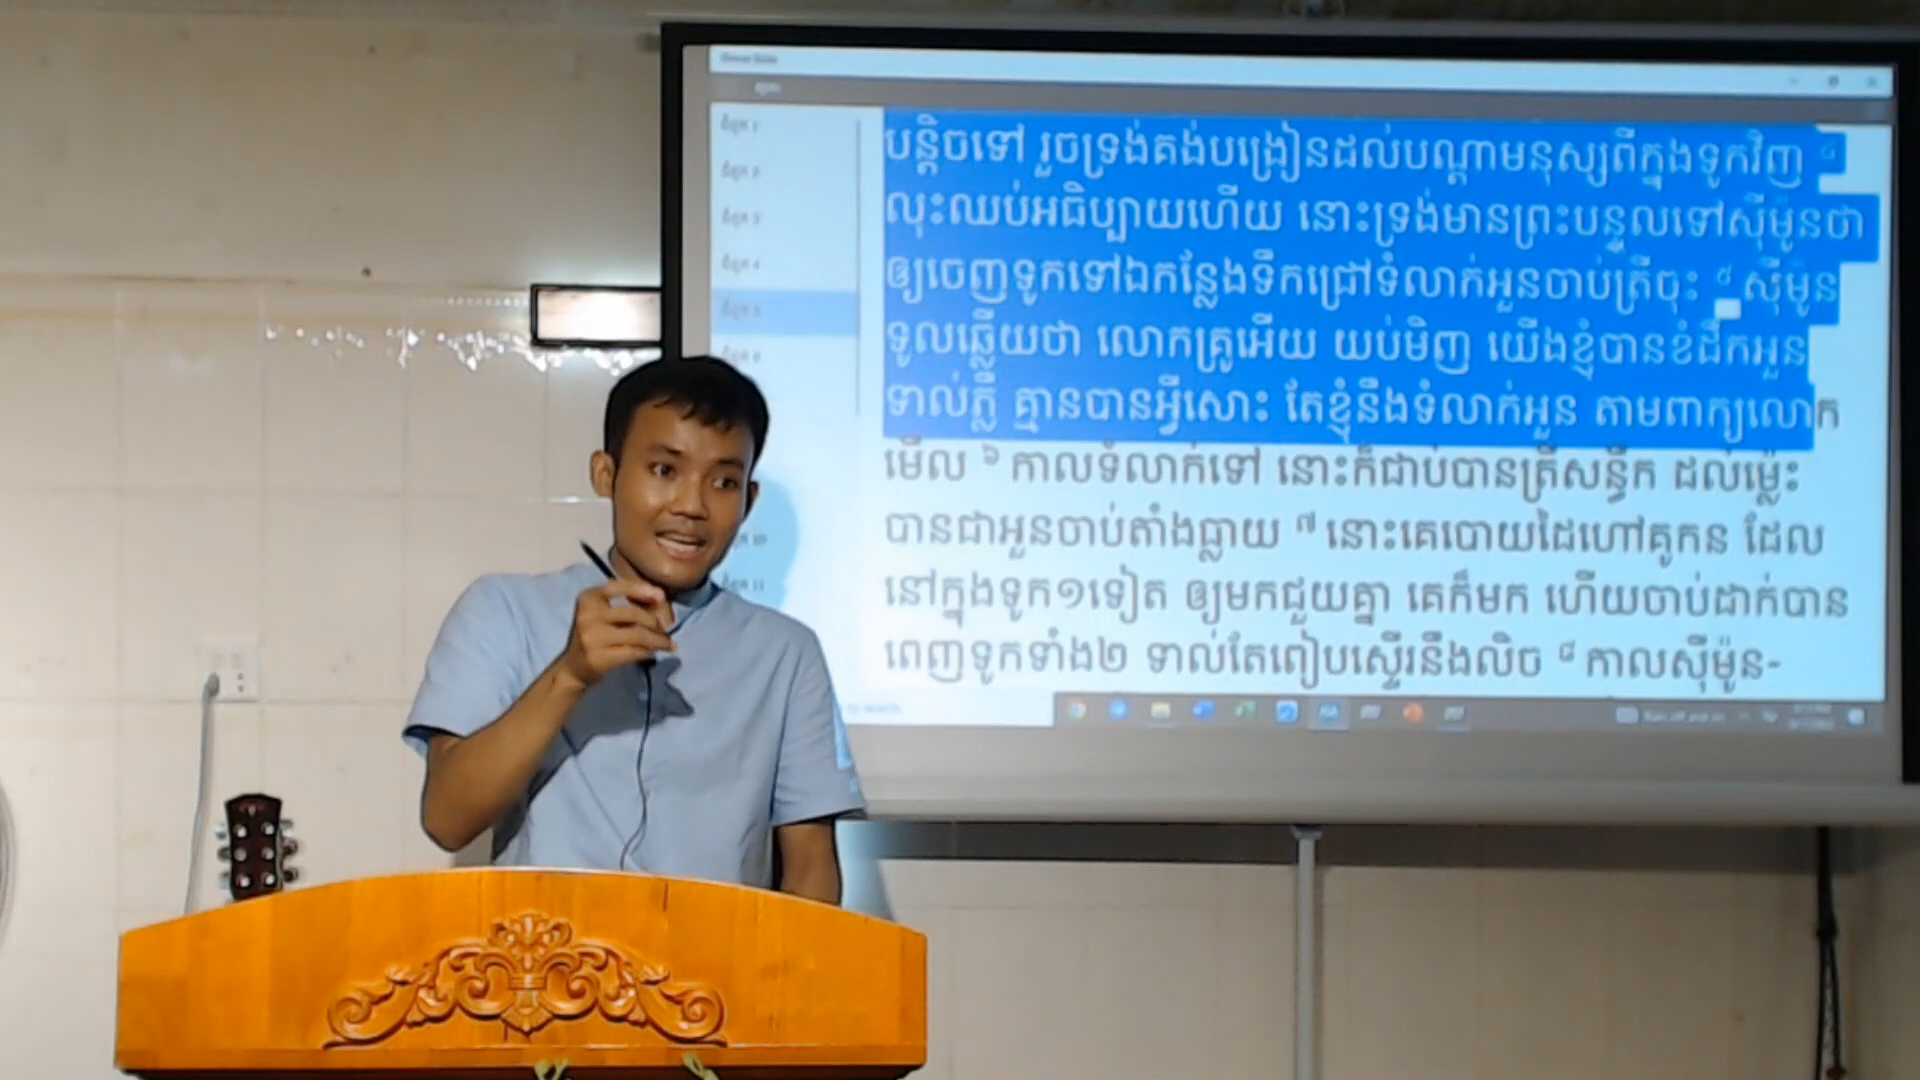 បន្តិចទៅ រួចទ្រង់គង់បង្រៀនដល់បណ្តាមនុស្សពីក្នុងទូកវិញ ៤
លុះឈប់អធិប្បាយហើយ នោះទ្រង់មានព្រះបន្ទូលទៅស៊ីម៉ូនថា
ឲ្យចេញទូកទៅឯកន្លែងទឹកជ្រៅទំលាក់អួនចាប់ត្រីចុះ ៥ ស៊ីម៉ូន
ទូលឆ្លើយថា លោកគ្រូអើយ យប់មិញ យើងខ្ញុំបានខំដឹកអួន
ទាល់ភ្លឺ គ្មានបានអ្វីសោះ តែខ្ញុំនឹងទំលាក់អួន តាមពាក្យលោក
មើល ៦ កាលទំលាក់ទៅ នោះក៏ជាប់បានត្រីសន្ធឹក ដល់ម៉្លេះ
បានជាអួនចាប់តាំងធ្លាយ ៧ នោះគេបោយដៃហៅគូកន ដែល
នៅក្នុងទូក១ទៀត ឲ្យមកជួយគ្នា គេក៏មក ហើយចាប់ដាក់បាន
ពេញទូកទាំង២ ទាល់តែពៀបស្ទើរនឹងលិច ៨ កាលស៊ីម៉ូន-